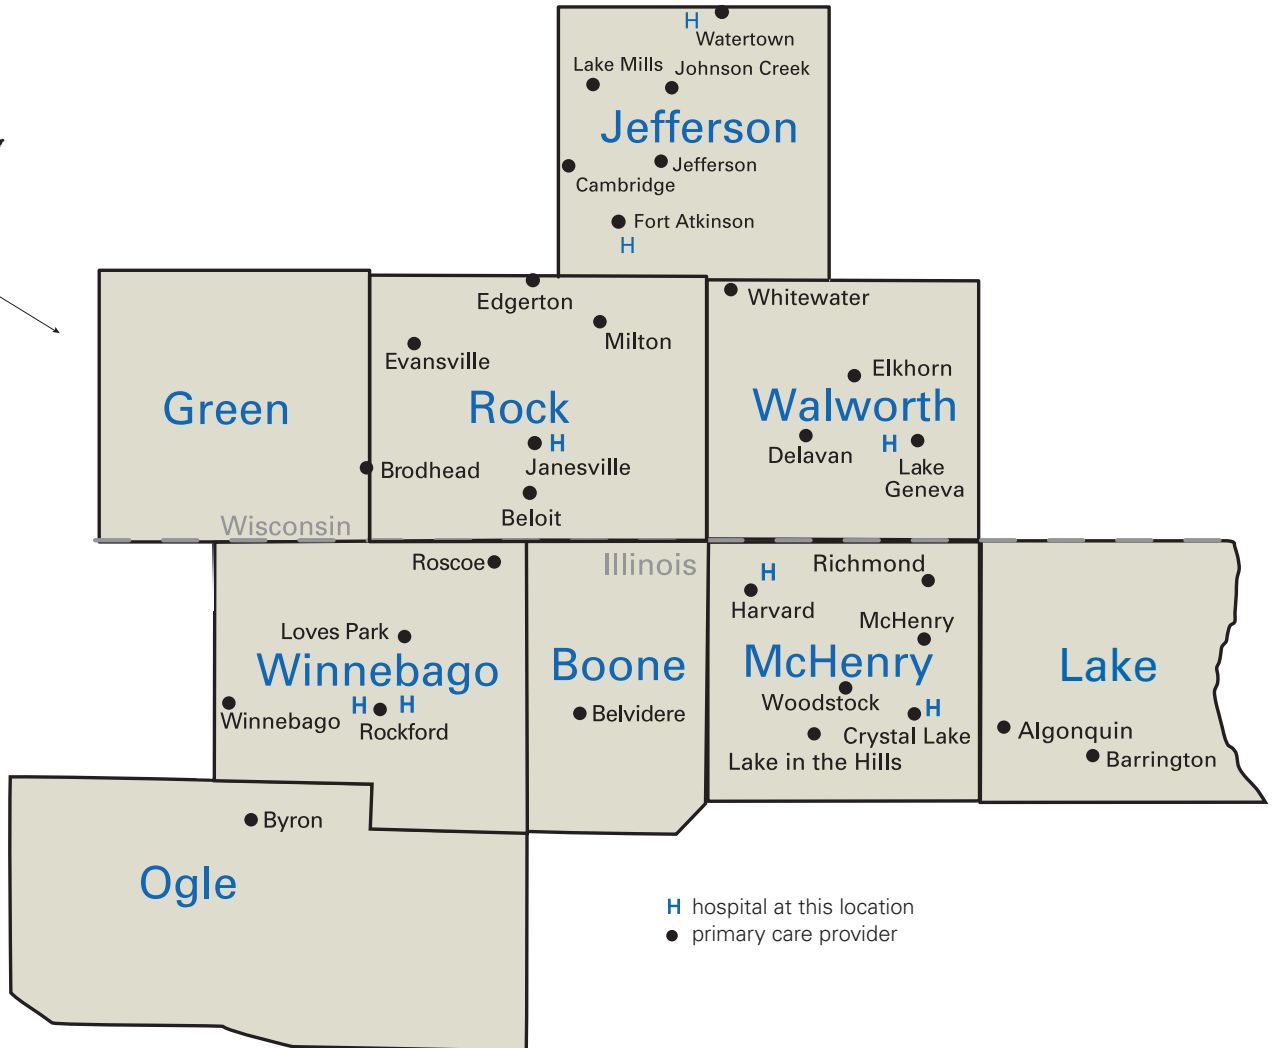 H
Watertown
Lake Mills
Johnson Creek
Jefferson
Jefferson
Cambridge
Fort Atkinson
H
Edgerton
Whitewater
Milton
Evansville
Elkhorn
Green
Rock
Walworth
H
Delavan
H
Lake
Geneva
Brodhead
Janesville
Beloit
Wisconsin
Roscoe
Illinois
Richmond
H
Harvard
McHenry
Loves Park
Winnebago
Boone
McHenry
Lake
Woodstock
Winnebago
H
H
Rockford
Belvidere
H
Crystal Lake
Algonquin
Lake in the Hills
Barrington
Byron
Ogle
H hospital at this location
primary care provider